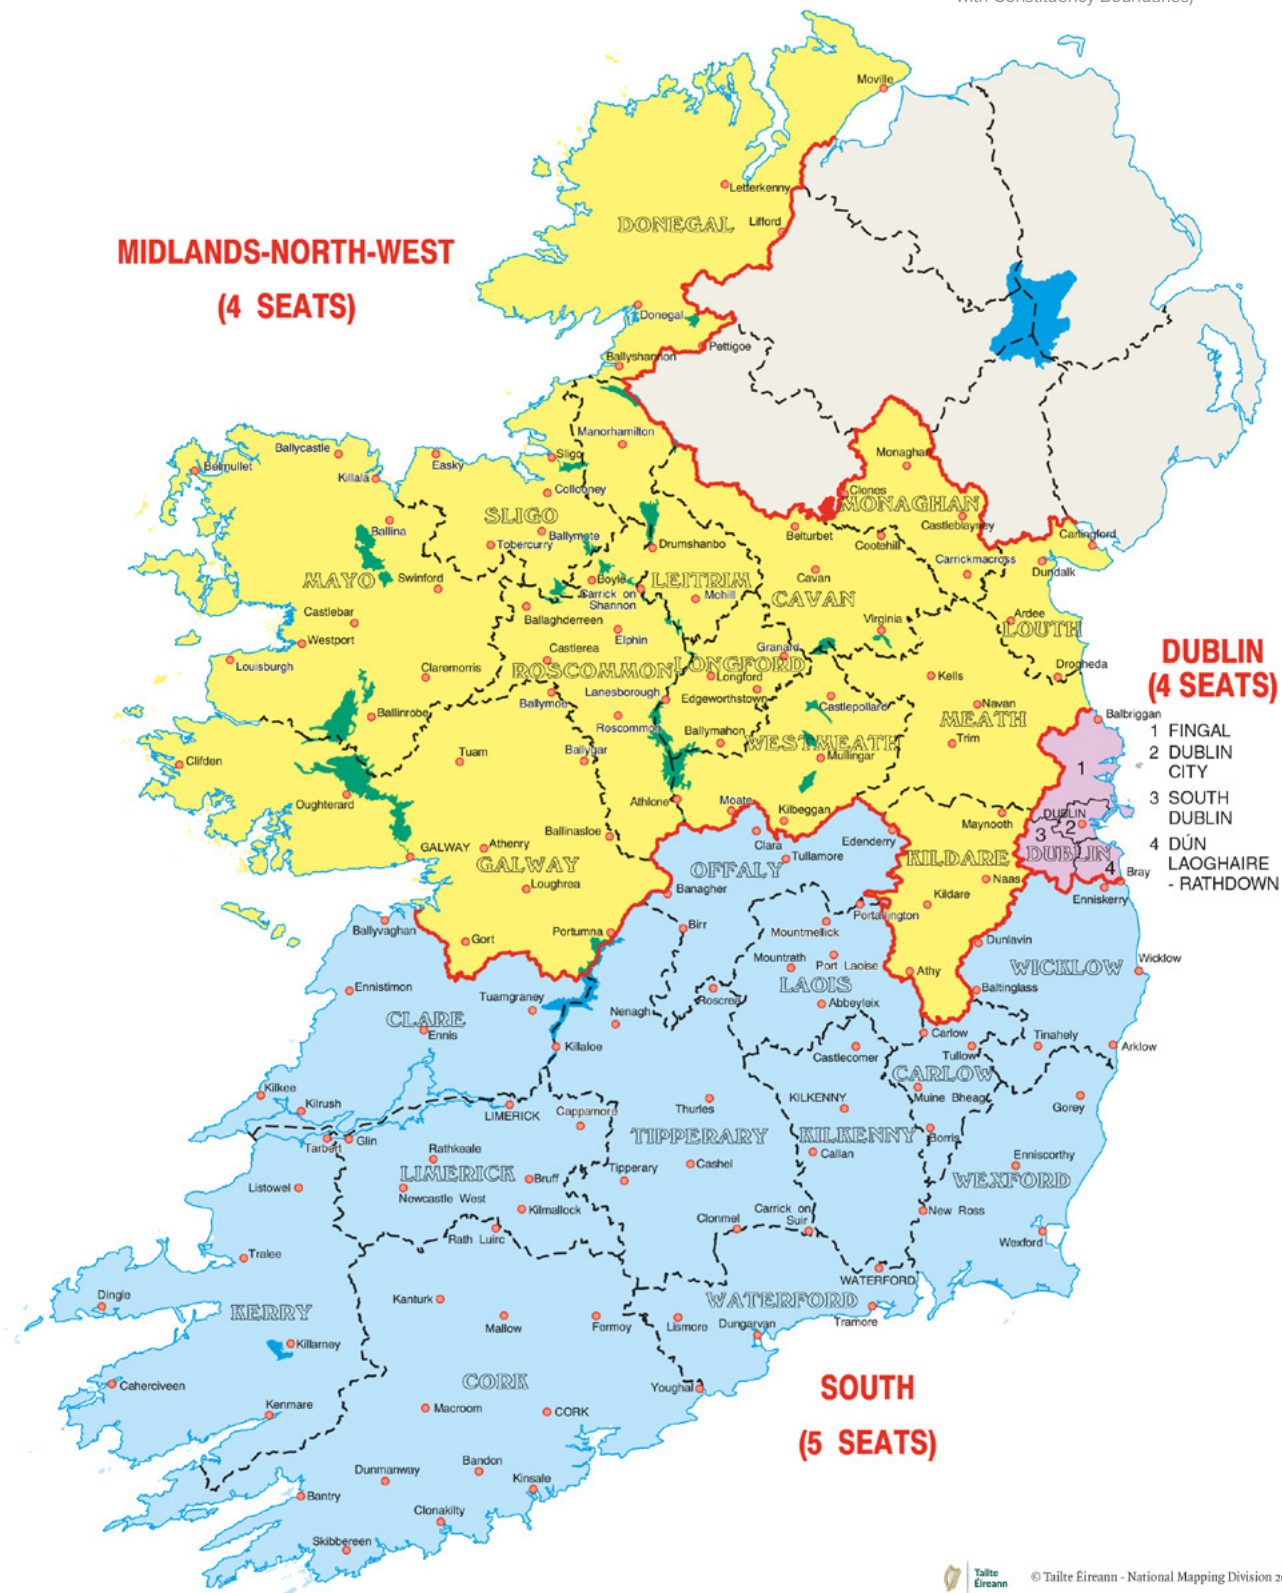 with Constituency Boundaries)
Moville
Letterkenny
DONEGAL
Lifford
MIDLANDS-NORTH-WEST
(4 SEATS)
Donegal
Pettigoe
Ballyshannon
Manorhamilton
Ballycastle
Belmullet
Killala
Easky
Sligo
Monaghan
Collooney
Clones
MONAGHAN
SLIGO
Castleblayney
Ballina
Ballymote
Belturbet
Cootehill
Carlingford
Tobercurry
Drumshanbo
Carrickmacross
Dundalk
MAYO
Swinford
Boyle
LEITRIM
Cavan
Carrick on
Shannon
Mohill
CAVAN
Castlebar
Ballaghderreen
Ardee
Virginia
LOUTH
Westport
Elphin
Castlerea
Granard
Louisburgh
Claremorris
ROSCOMMON
LONGFORD
Longford
Kells
Drogheda
DUBLIN
(4 SEATS)
Lanesborough
Edgeworthstown
Ballymoe
Castlepollard
Navan
Ballinrobe
Roscommon
MEATH
Balbriggan
1 FINGAL
2 DUBLIN
CITY
3 SOUTH
DUBLIN
4 DÚN
LAOGHAIRE
- RATHDOWN
Ballymahon
WESTMEATH
Trim
Tuam
Ballygar
Mullingar
Clifden
1
Oughterard
Athlone
Moate
Kilbeggan
Maynooth
DUBLIN
2
3
Ballinasloe
Clara
Edenderry
GALWAY
Athenry
Tullamore
DUBLIN
GALWAY
OFFALY
KILDARE
4
Bray
Loughrea
Banagher
Naas
Enniskerry
Kildare
Ballyvaghan
Portumna
Birr
Portarlington
Mountmellick
Gort
Dunlavin
Mountrath
Port Laoise
Athy
WICKLOW
Wicklow
Ennistimon
Tuamgraney
Roscrea
LAOIS
Baltinglass
Abbeyleix
CLARE
Nenagh
Ennis
Carlow
Tinahely
Arklow
Killaloe
Castlecomer
Tullow
CARLOW
Kilkee
Kilrush
LIMERICK
Cappamore
Thurles
KILKENNY
Muine Bheag
Gorey
Tarbert
Glin
TIPPERARY
KILKENNY
Borris
Rathkeale
Callan
LIMERICK
Tipperary
Cashel
Enniscorthy
Listowel
Bruff
WEXFORD
Newcastle West
Kilmallock
Clonmel
Carrick on
Suir
New Ross
Rath Luirc
Wexford
Tralee
WATERFORD
Dingle
Kanturk
WATERFORD
KERRY
Mallow
Fermoy
Lismore
Dungarvan
Tramore
Killarney
Caherciveen
CORK
Youghal
SOUTH
(5 SEATS)
Kenmare
Macroom
CORK
Dunmanway
Bandon
Kinsale
Bantry
Clonakilty
Skibbereen
Tailte
Éireann
© Tailte Éireann - National Mapping Division